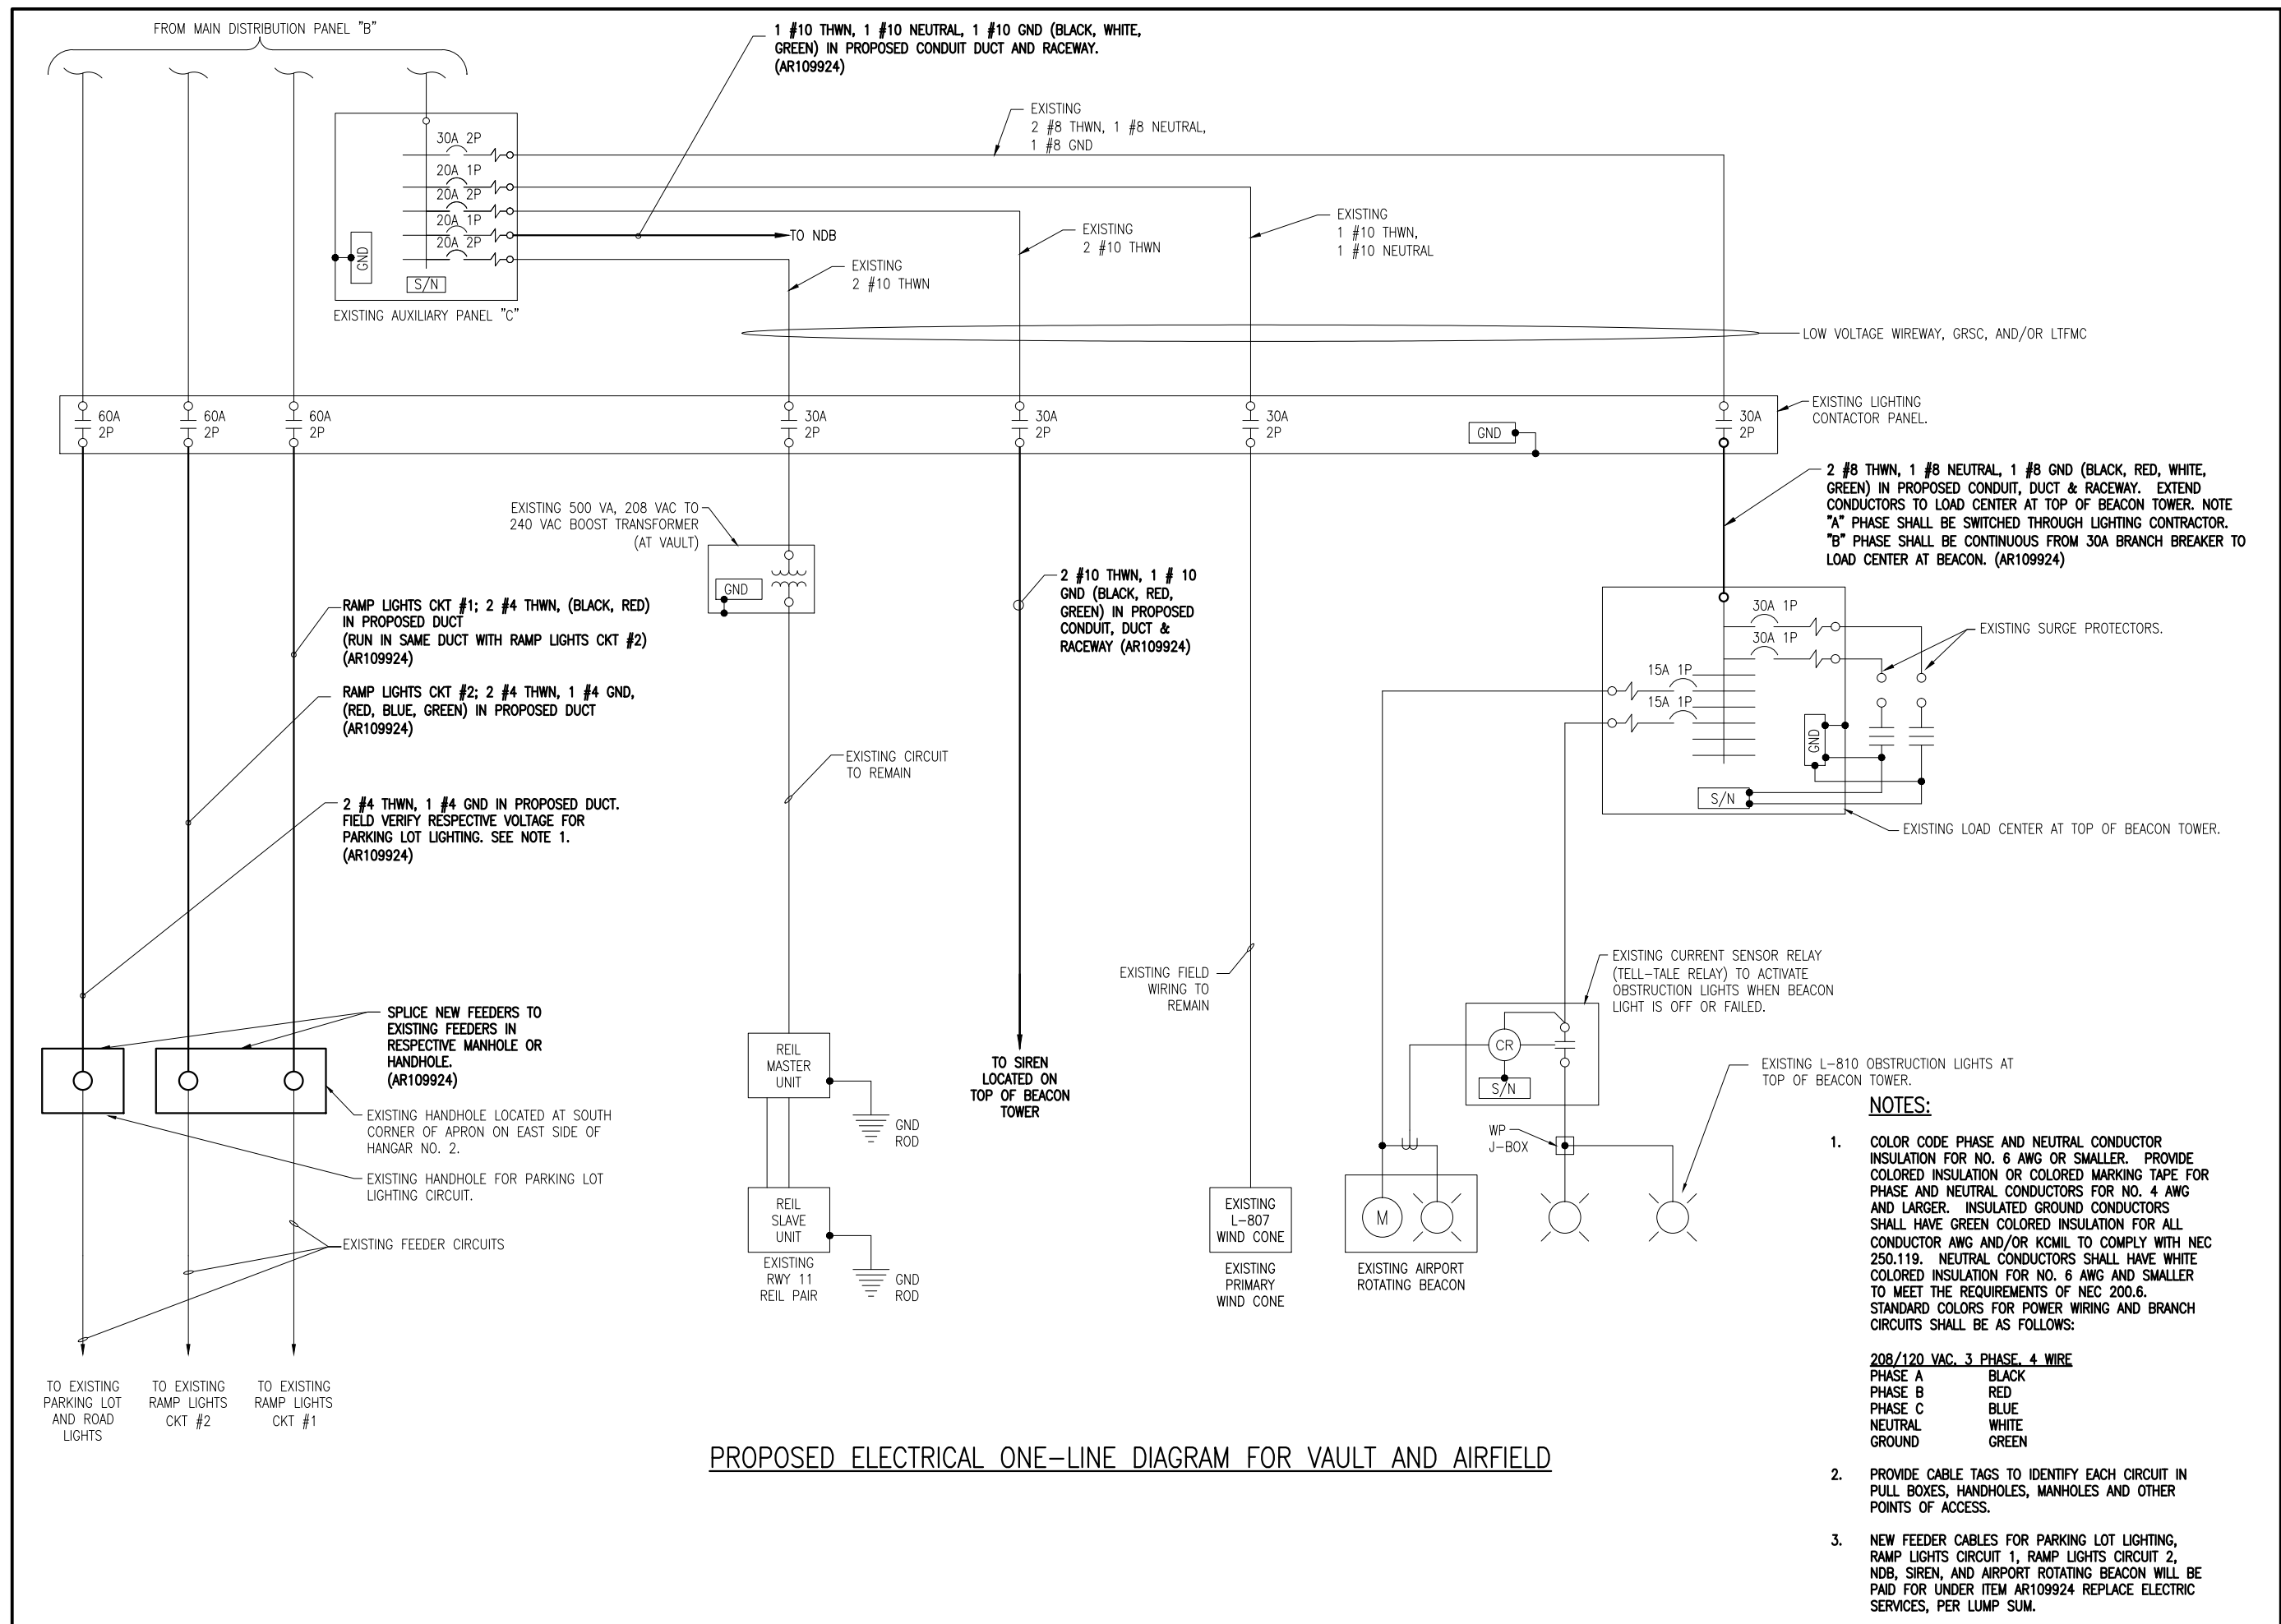 FROM MAIN DISTRIBUTION PANEL "B"
1 #10 THWN, 1 #10 NEUTRAL, 1 #10 GND (BLACK, WHITE,
GREEN) IN PROPOSED CONDUIT DUCT AND RACEWAY.
(AR109924)
EXISTING
2 #8 THWN, 1 #8 NEUTRAL,
1 #8 GND
30A 2P
20A 1P
20A 2P
20A 1P
20A 2P
GND
S/N
EXISTING AUXILIARY PANEL "C"
TO NDB
EXISTING
2 #10 THWN
EXISTING
2 #10 THWN
EXISTING
1 #10 THWN,
1 #10 NEUTRAL
LOW VOLTAGE WIREWAY, GRSC, AND/OR LTFMC
60A
2P
60A
2P
60A
2P
30A
2P
30A
2P
30A
2P
GND
30A
2P
EXISTING LIGHTING
CONTACTOR PANEL.
2 #8 THWN, 1 #8 NEUTRAL, 1 #8 GND (BLACK, RED, WHITE,
GREEN) IN PROPOSED CONDUIT, DUCT & RACEWAY. EXTEND
CONDUCTORS TO LOAD CENTER AT TOP OF BEACON TOWER. NOTE
"A" PHASE SHALL BE SWITCHED THROUGH LIGHTING CONTRACTOR.
"B" PHASE SHALL BE CONTINUOUS FROM 30A BRANCH BREAKER TO
LOAD CENTER AT BEACON. (AR109924)
EXISTING 500 VA, 208 VAC TO
240 VAC BOOST TRANSFORMER
(AT VAULT)
GND
2 #10 THWN, 1 # 10
GND (BLACK, RED,
GREEN) IN PROPOSED
CONDUIT, DUCT &
RACEWAY (AR109924)
RAMP LIGHTS CKT #1; 2 #4 THWN, (BLACK, RED)
IN PROPOSED DUCT
(RUN IN SAME DUCT WITH RAMP LIGHTS CKT #2)
(AR109924)
RAMP LIGHTS CKT #2; 2 #4 THWN, 1 #4 GND,
(RED, BLUE, GREEN) IN PROPOSED DUCT
(AR109924)
2 #4 THWN, 1 #4 GND IN PROPOSED DUCT.
FIELD VERIFY RESPECTIVE VOLTAGE FOR
PARKING LOT LIGHTING. SEE NOTE 1.
(AR109924)
EXISTING CIRCUIT
TO REMAIN
30A 1P
30A 1P
15A 1P
15A 1P
GND
S/N
EXISTING SURGE PROTECTORS.
EXISTING LOAD CENTER AT TOP OF BEACON TOWER.
SPLICE NEW FEEDERS TO
EXISTING FEEDERS IN
RESPECTIVE MANHOLE OR
HANDHOLE.
(AR109924)
EXISTING HANDHOLE LOCATED AT SOUTH
CORNER OF APRON ON EAST SIDE OF
HANGAR NO. 2.
EXISTING HANDHOLE FOR PARKING LOT
LIGHTING CIRCUIT.
EXISTING FEEDER CIRCUITS
TO EXISTING
PARKING LOT
AND ROAD
LIGHTS
TO EXISTING
RAMP LIGHTS
CKT #2
TO EXISTING
RAMP LIGHTS
CKT #1
REIL
MASTER
UNIT
GND
ROD
REIL
SLAVE
UNIT
GND
ROD
EXISTING
RWY 11
REIL PAIR
TO SIREN
LOCATED ON
TOP OF BEACON
TOWER
EXISTING FIELD
WIRING TO
REMAIN
EXISTING
L-807
WIND CONE
EXISTING
PRIMARY
WIND CONE
EXISTING CURRENT SENSOR RELAY
(TELL-TALE RELAY) TO ACTIVATE
OBSTRUCTION LIGHTS WHEN BEACON
LIGHT IS OFF OR FAILED.
CR
S/N
WP
J-BOX
M
EXISTING AIRPORT
ROTATING BEACON
EXISTING L-810 OBSTRUCTION LIGHTS AT
TOP OF BEACON TOWER.
NOTES:
1. COLOR CODE PHASE AND NEUTRAL CONDUCTOR
INSULATION FOR NO. 6 AWG OR SMALLER. PROVIDE
COLORED INSULATION OR COLORED MARKING TAPE FOR
PHASE AND NEUTRAL CONDUCTORS FOR NO. 4 AWG
AND LARGER. INSULATED GROUND CONDUCTORS
SHALL HAVE GREEN COLORED INSULATION FOR ALL
CONDUCTOR AWG AND/OR KCMIL TO COMPLY WITH NEC
250.119. NEUTRAL CONDUCTORS SHALL HAVE WHITE
COLORED INSULATION FOR NO. 6 AWG AND SMALLER
TO MEET THE REQUIREMENTS OF NEC 200.6.
STANDARD COLORS FOR POWER WIRING AND BRANCH
CIRCUITS SHALL BE AS FOLLOWS:
208/120 VAC, 3 PHASE, 4 WIRE
PHASE A BLACK
PHASE B RED
PHASE C BLUE
NEUTRAL WHITE
GROUND GREEN
2. PROVIDE CABLE TAGS TO IDENTIFY EACH CIRCUIT IN
PULL BOXES, HANDHOLES, MANHOLES AND OTHER
POINTS OF ACCESS.
3. NEW FEEDER CABLES FOR PARKING LOT LIGHTING,
RAMP LIGHTS CIRCUIT 1, RAMP LIGHTS CIRCUIT 2,
NDB, SIREN, AND AIRPORT ROTATING BEACON WILL BE
PAID FOR UNDER ITEM AR109924 REPLACE ELECTRIC
SERVICES, PER LUMP SUM.
PROPOSED ELECTRICAL ONE-LINE DIAGRAM FOR VAULT AND AIRFIELD